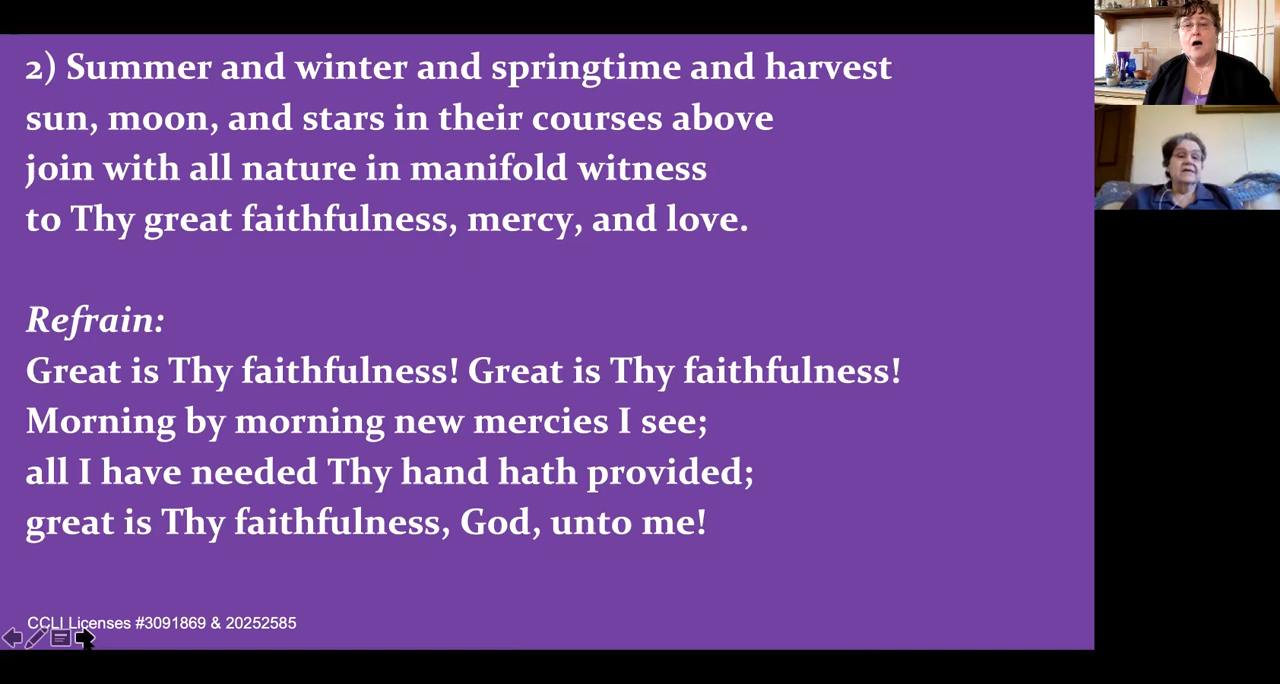 2) Summer and winter and springtime and harvest
sun, moon, and stars in their courses above
join with all nature in manifold witness
to Thy great faithfulness, mercy, and love.
Refrain:
Great is Thy faithfulness! Great is Thy faithfulness!
Morning by morning new mercies I see;
all I have needed Thy hand hath provided;
great is Thy faithfulness, God, unto me!
CCLI Licenses #3091869 & 20252585